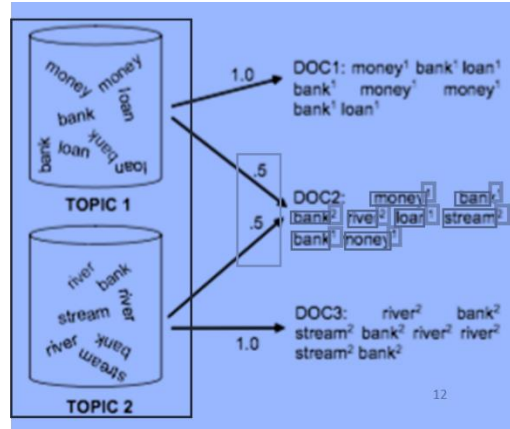 money
money
loan
bank
bank
loan
bank
loan
TOPIC 1
river
bank
stream
river
river
bank
stream
TOPIC 2
1.0
.5
.5
1.0
DOC1: money¹ bank¹ loan¹
bank¹ money¹ money¹
bank¹ loan¹
DOC2: money¹ bank¹
bank² river² loan¹ stream²
bank¹ money¹
DOC3: river² bank²
stream² bank² river² river²
stream² bank²
12